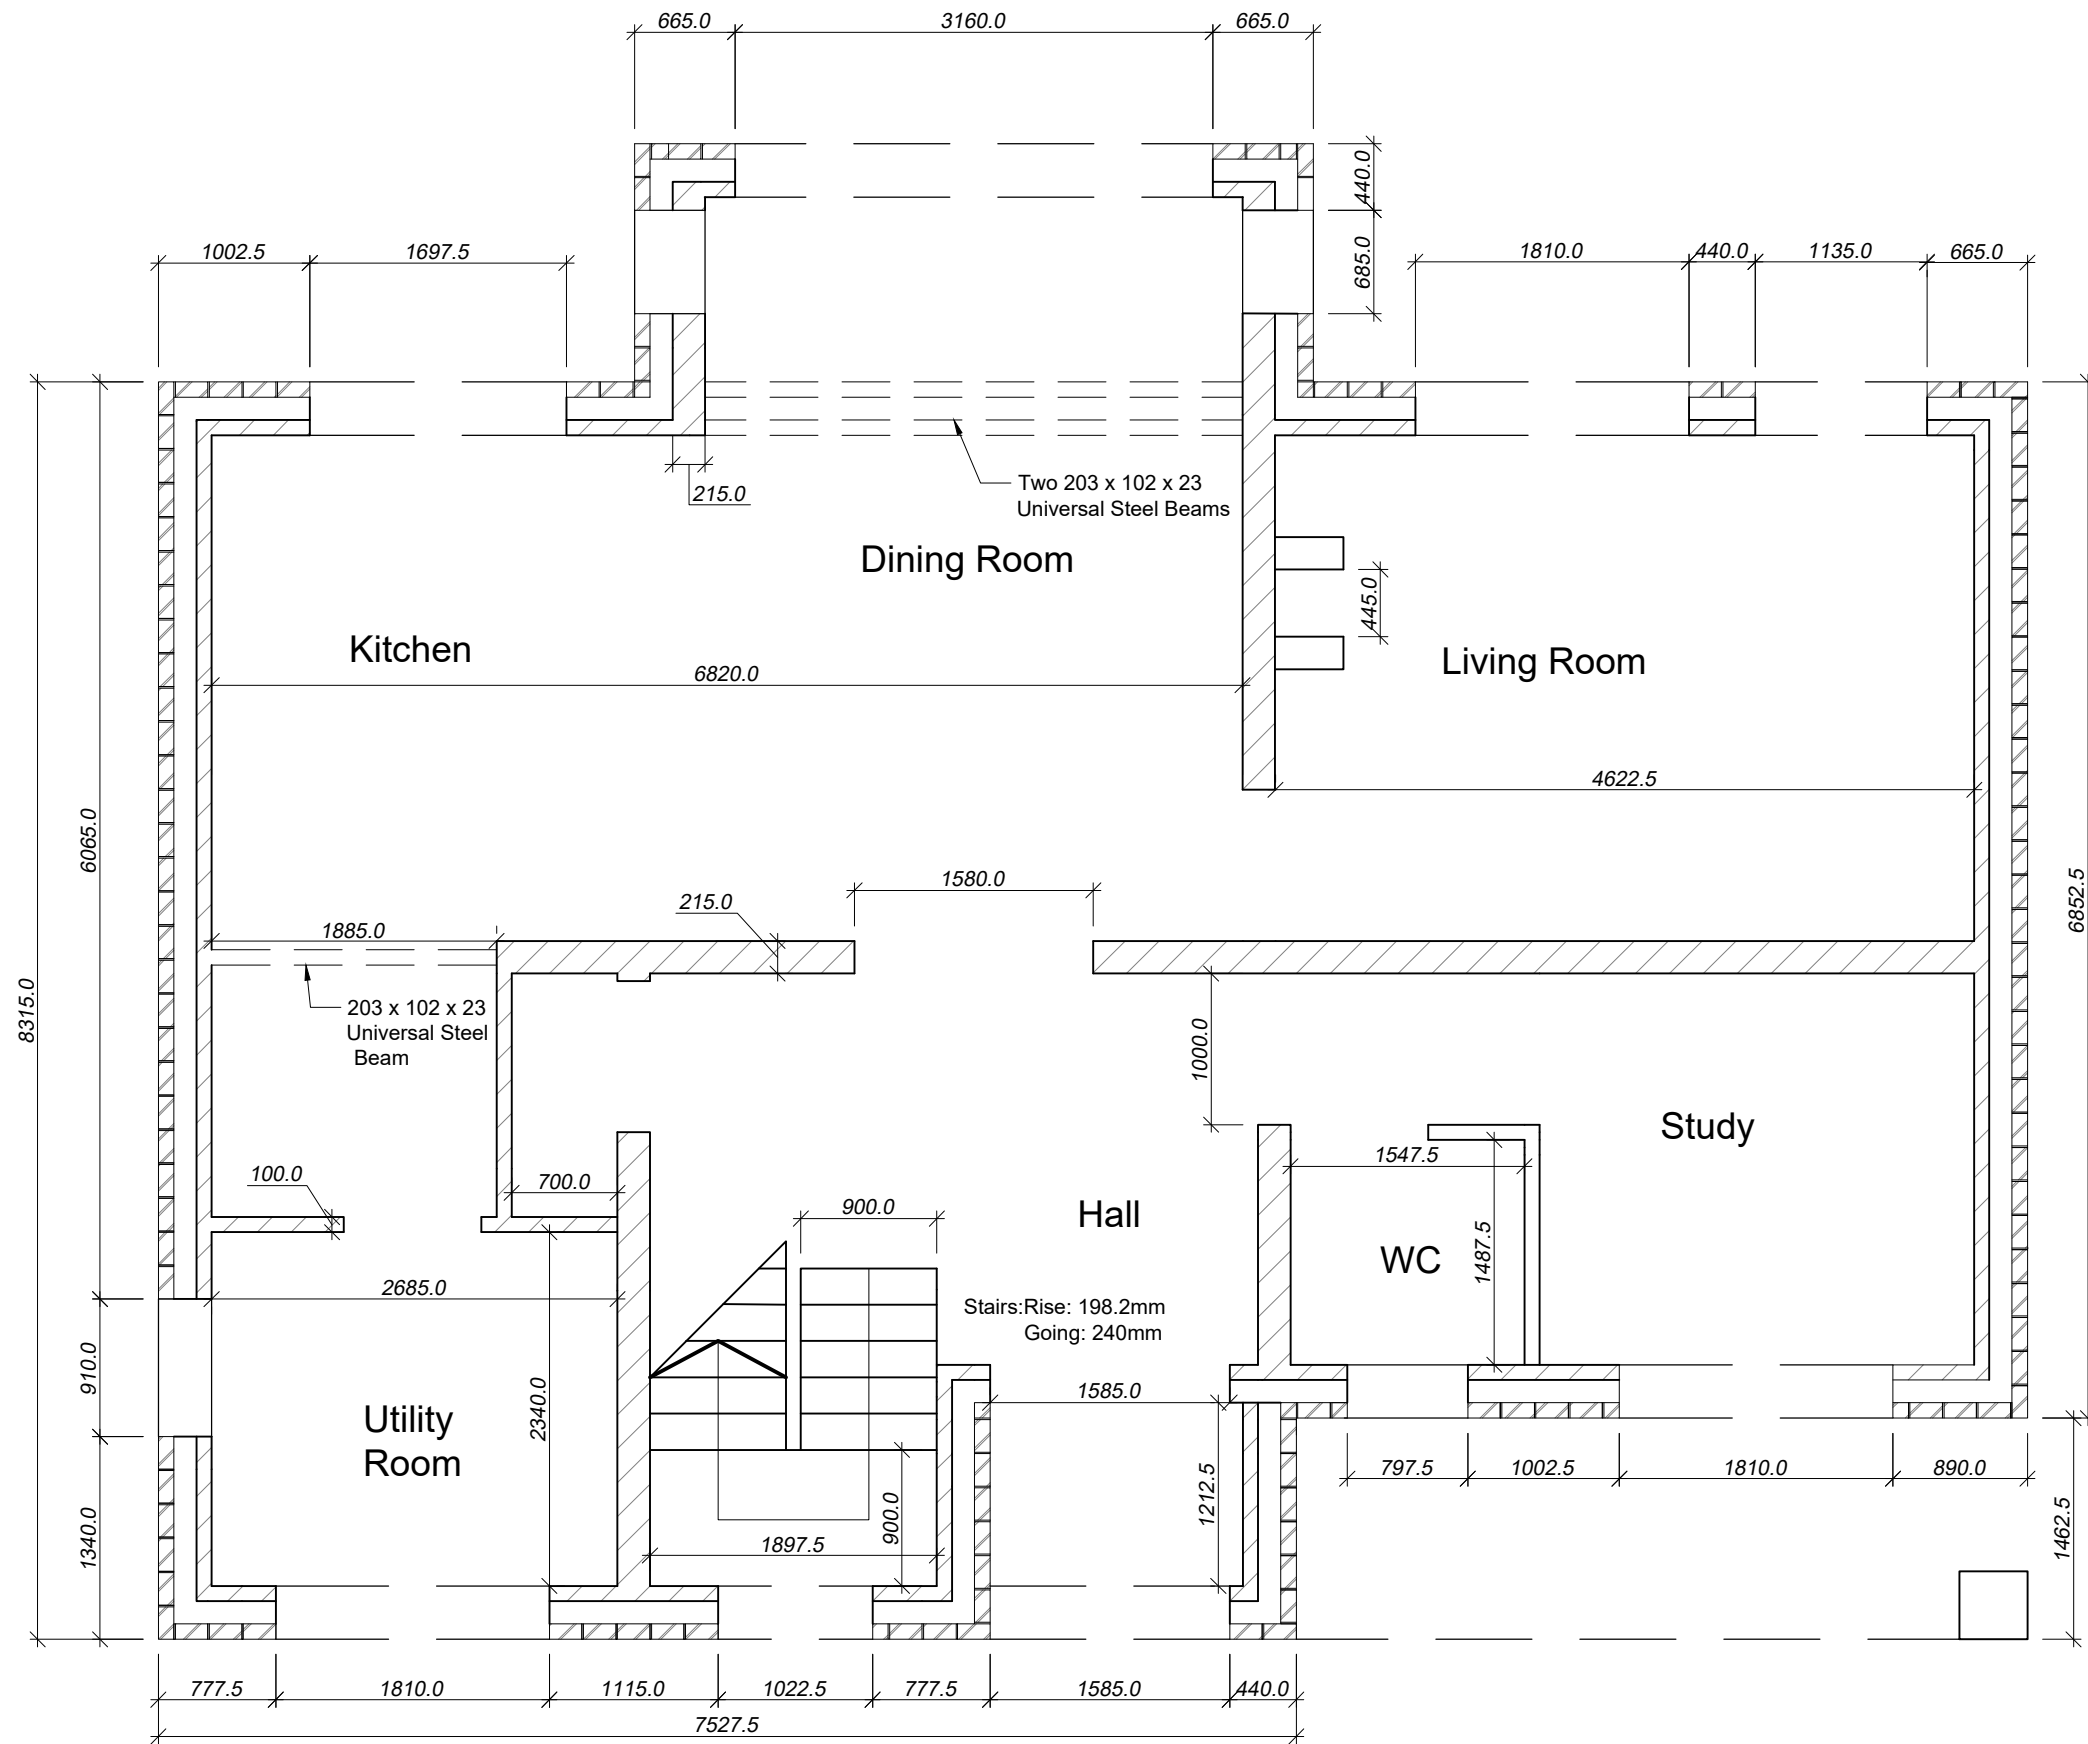 665.0 3160.0 665.0
440.0
685.0
1002.5 1697.5
1810.0 440.0 1135.0 665.0
215.0
Two 203 x 102 x 23
Universal Steel Beams
Dining Room
445.0
Kitchen
Living Room
6820.0
4622.5
6065.0
8315.0
6852.5
1580.0
215.0
1885.0
203 x 102 x 23
Universal Steel
Beam
1000.0
Study
1547.5
100.0
700.0
900.0
Hall
WC
1487.5
2685.0
Stairs:Rise: 198.2mm
Going: 240mm
910.0
2340.0
1585.0
Utility
Room
797.5 1002.5 1810.0 890.0
1212.5
900.0
1340.0
1462.5
1897.5
777.5 1810.0 1115.0 1022.5 777.5 1585.0 440.0
7527.5